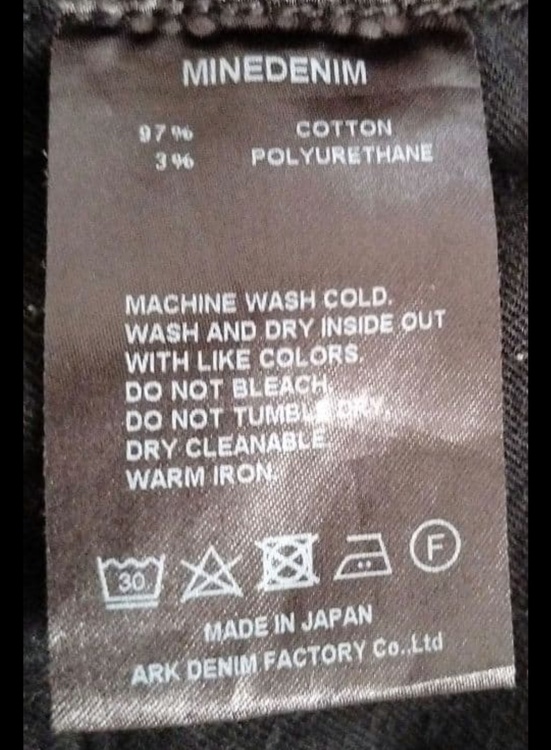 MINEDENIM
97% COTTON
3% POLYURETHANE
MACHINE WASH COLD.
WASH AND DRY INSIDE OUT
WITH LIKE COLORS.
DO NOT BLEACH.
DO NOT TUMBLE DRY.
DRY CLEANABLE.
WARM IRON.
30 F
MADE IN JAPAN
ARK DENIM FACTORY Co.,Ltd